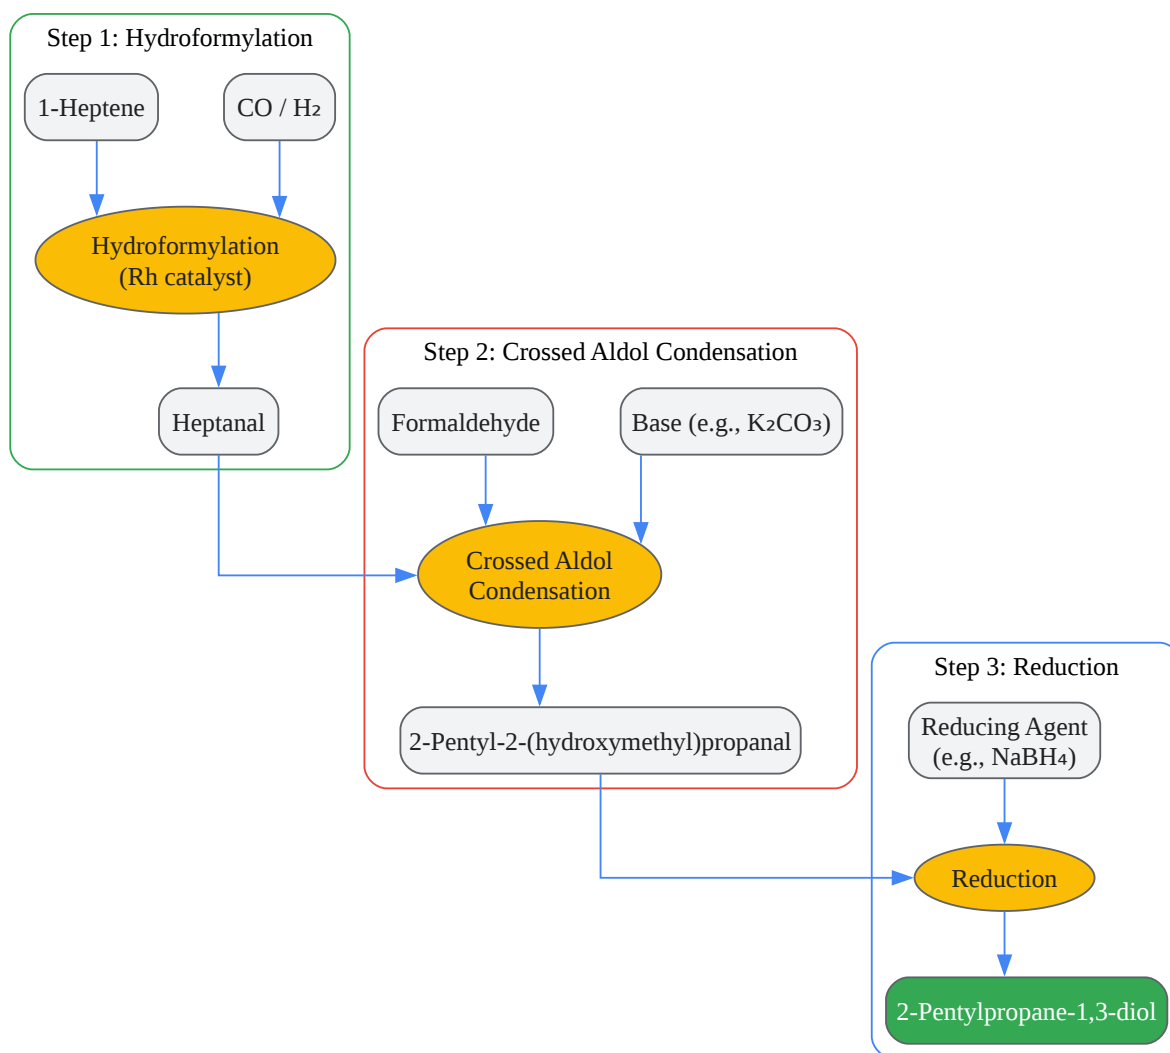 Step 1: Hydroformylation
1-Heptene
CO / H₂
Hydroformylation
(Rh catalyst)
Heptanal
Step 2: Crossed Aldol Condensation
Formaldehyde
Base (e.g., K₂CO₃)
Crossed Aldol
Condensation
2-Pentyl-2-(hydroxymethyl)propanal
Step 3: Reduction
Reducing Agent
(e.g., NaBH₄)
Reduction
2-Pentylpropane-1,3-diol